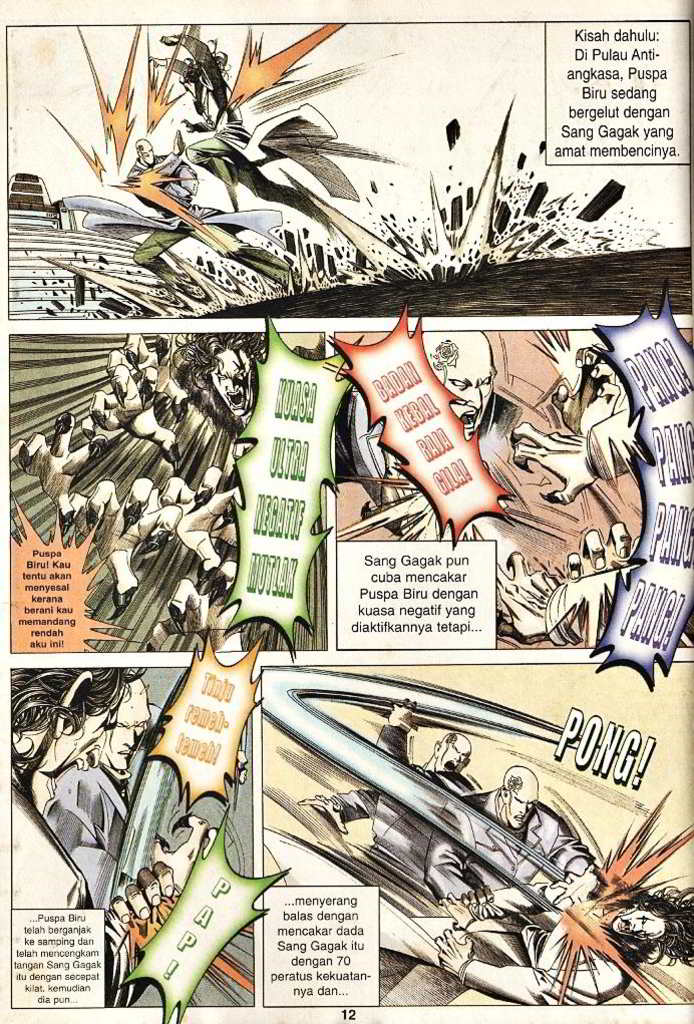 Kisah dahulu:
Di Pulau Anti-
angkasa, Puspa
Biru sedang
bergelut dengan
Sang Gagak yang
amat membencinya.
KUASA
ULTRA
NEGATIF
MUTLAK
Puspa
Biru! Kau
tentu akan
menyesal
kerana
berani kau
memandang
rendah
aku ini!
BADAN
KEBAL
RAJA
GILA!
PANG!
PANG!
PANG!
PANG!
Sang Gagak pun
cuba mencakar
Puspa Biru dengan
kuasa negatif yang
diaktifkannya tetapi...
Tinju
remeh-
temeh!
PAP!
...Puspa Biru
telah berganjak
ke samping dan
telah mencengkam
tangan Sang Gagak
itu dengan secepat
kilat, kemudian
dia pun...
PONG!
...menyerang
balas dengan
mencakar dada
Sang Gagak itu
dengan 70
peratus kekuatan-
nya dan...
12